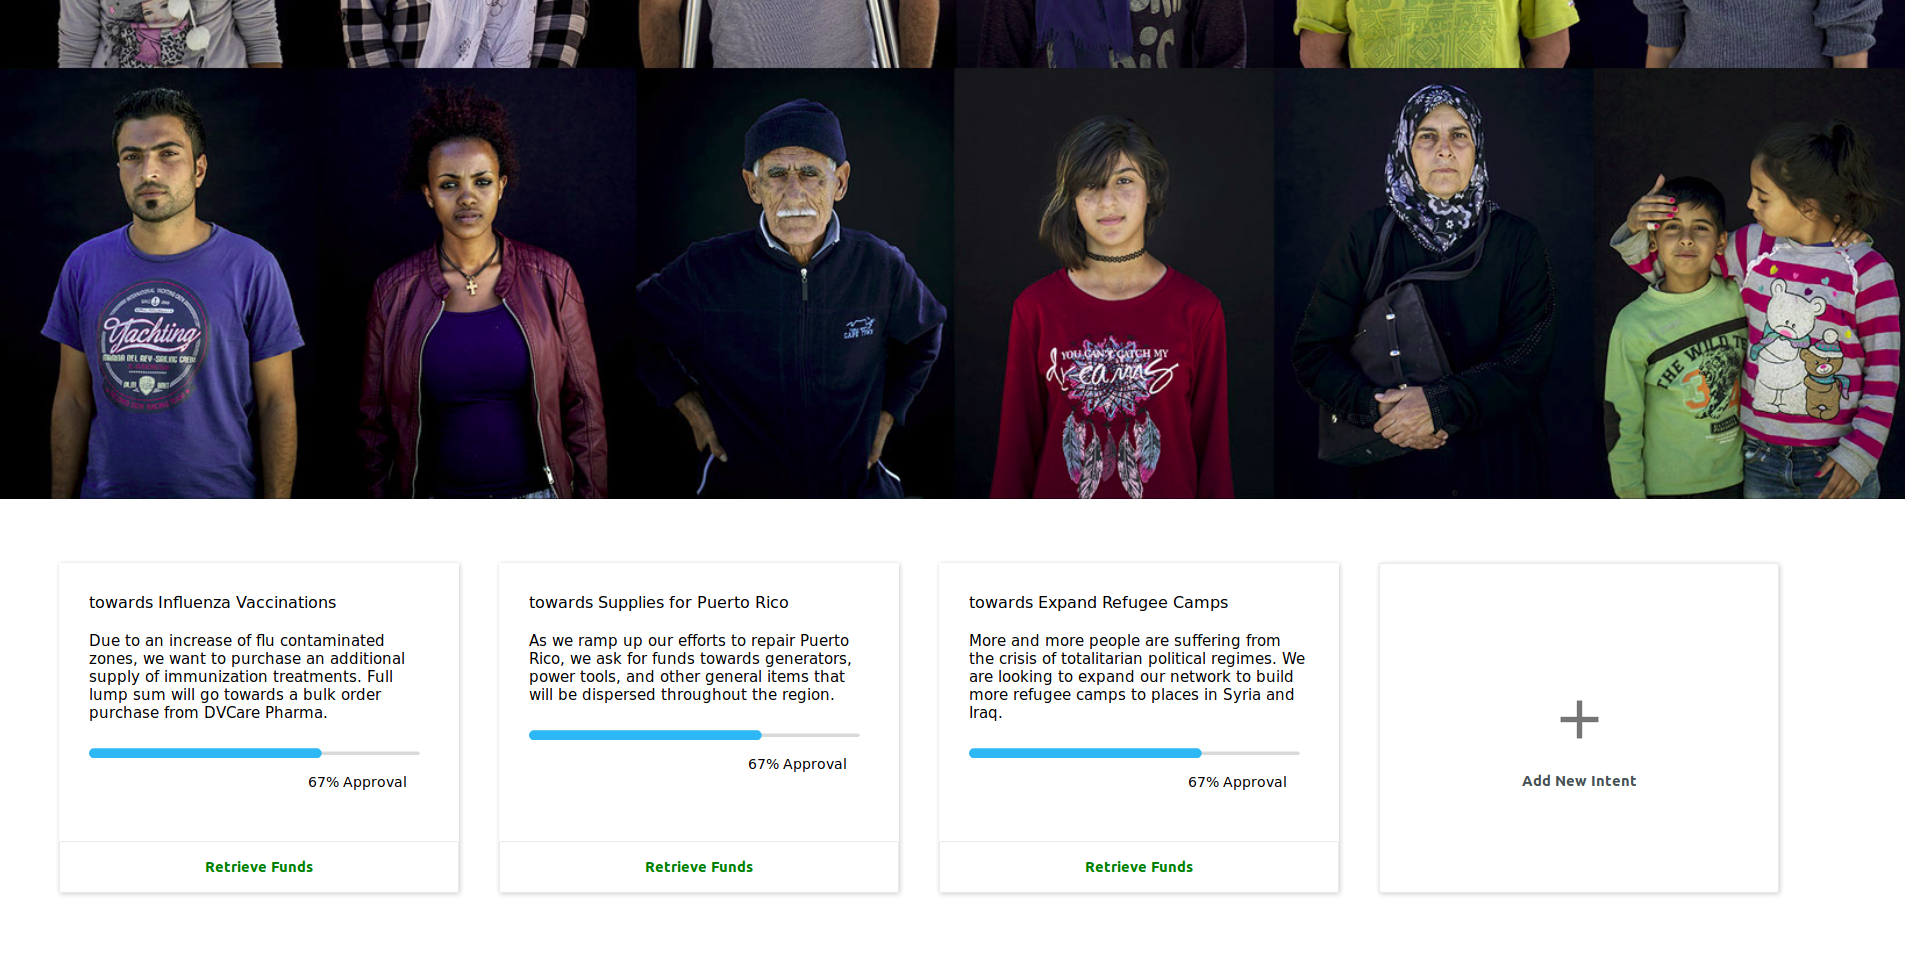 Yachting
YOU CAN'T CATCH MY
dreams
THE WILD
3
towards Influenza Vaccinations
Due to an increase of flu contaminated
zones, we want to purchase an additional
supply of immunization treatments. Full
lump sum will go towards a bulk order
purchase from DVCare Pharma.
67% Approval
Retrieve Funds
towards Supplies for Puerto Rico
As we ramp up our efforts to repair Puerto
Rico, we ask for funds towards generators,
power tools, and other general items that
will be dispersed throughout the region.
67% Approval
Retrieve Funds
towards Expand Refugee Camps
More and more people are suffering from
the crisis of totalitarian political regimes. We
are looking to expand our network to build
more refugee camps to places in Syria and
Iraq.
67% Approval
Retrieve Funds
Add New Intent